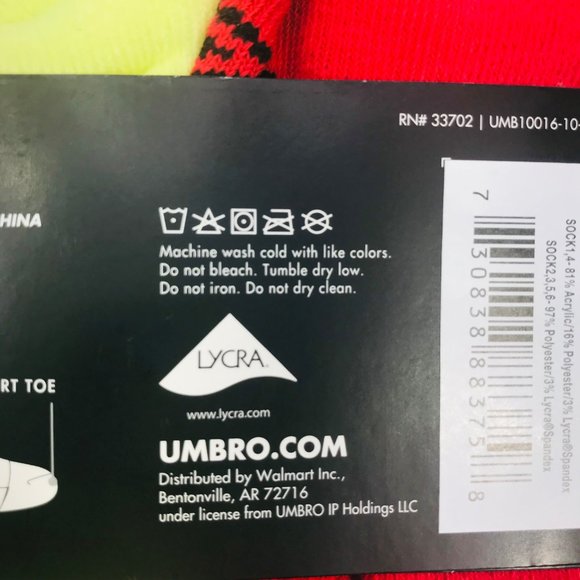 RN# 33702 | UMB10016-10-
HINA
Machine wash cold with like colors.
Do not bleach. Tumble dry low.
Do not iron. Do not dry clean.
LYCRA®
www.lycra.com
RT TOE
UMBRO.COM
Distributed by Walmart Inc.,
Bentonville, AR 72716
under license from UMBRO IP Holdings LLC
SOCK1,4- 81% Acrylic/16% Polyester/3% Lycra®Spandex
SOCK2,3,5,6- 97% Polyester/3% Lycra®Spandex
7 30838 88375 8